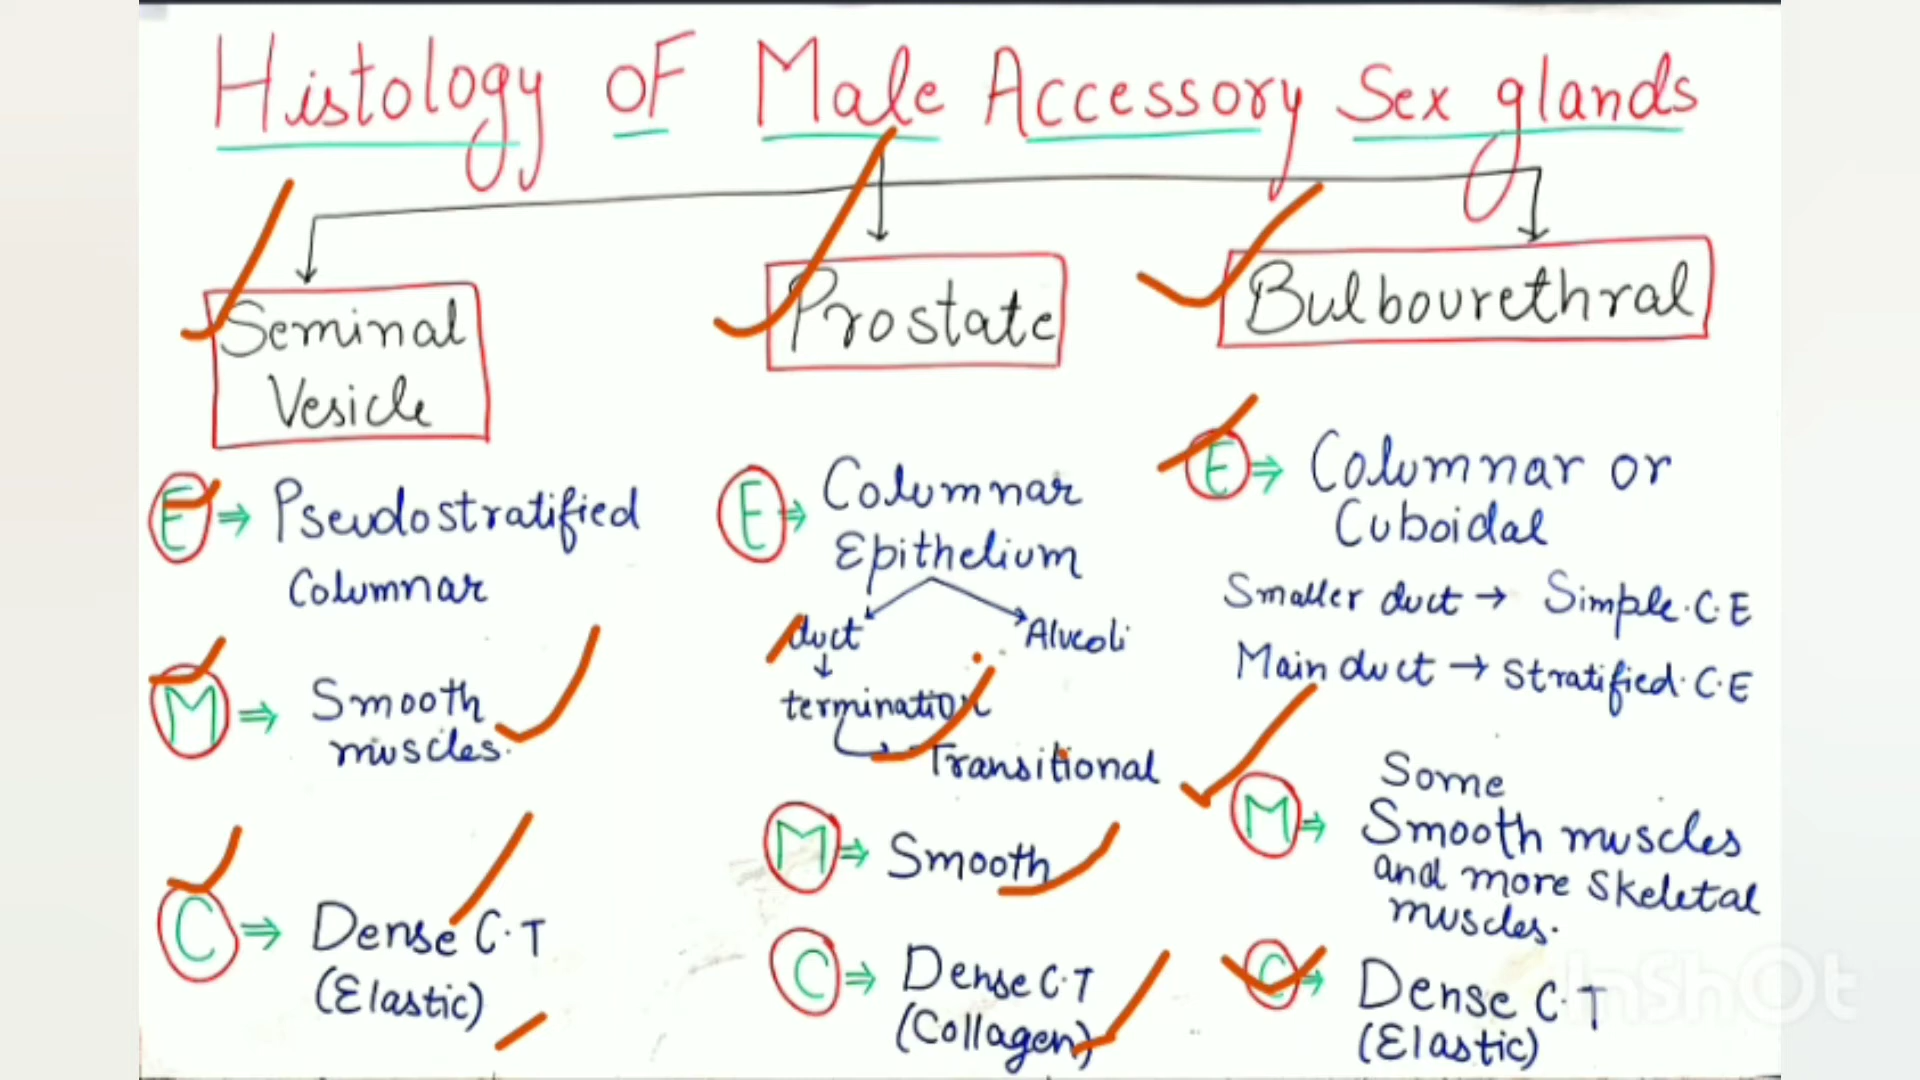 Histology of Male Accessory Sex glands
Seminal
Vesicle
E ⇒ Pseudostratified
Columnar
M ⇒ Smooth
muscles.
C ⇒ Dense C.T
(Elastic)
Prostate
E ⇒ Columnar
Epithelium
duct
Alveoli
↓
termination
Transitional
M ⇒ Smooth
C ⇒ Dense C.T
(Collagen)
Bulbourethral
E ⇒ Columnar or
Cuboidal
Smaller duct → Simple.C.E
Main duct → Stratified.C.E
M ⇒ Some
Smooth muscles
and more skeletal
muscles.
C ⇒ Dense C.T
(Elastic)
InShOt